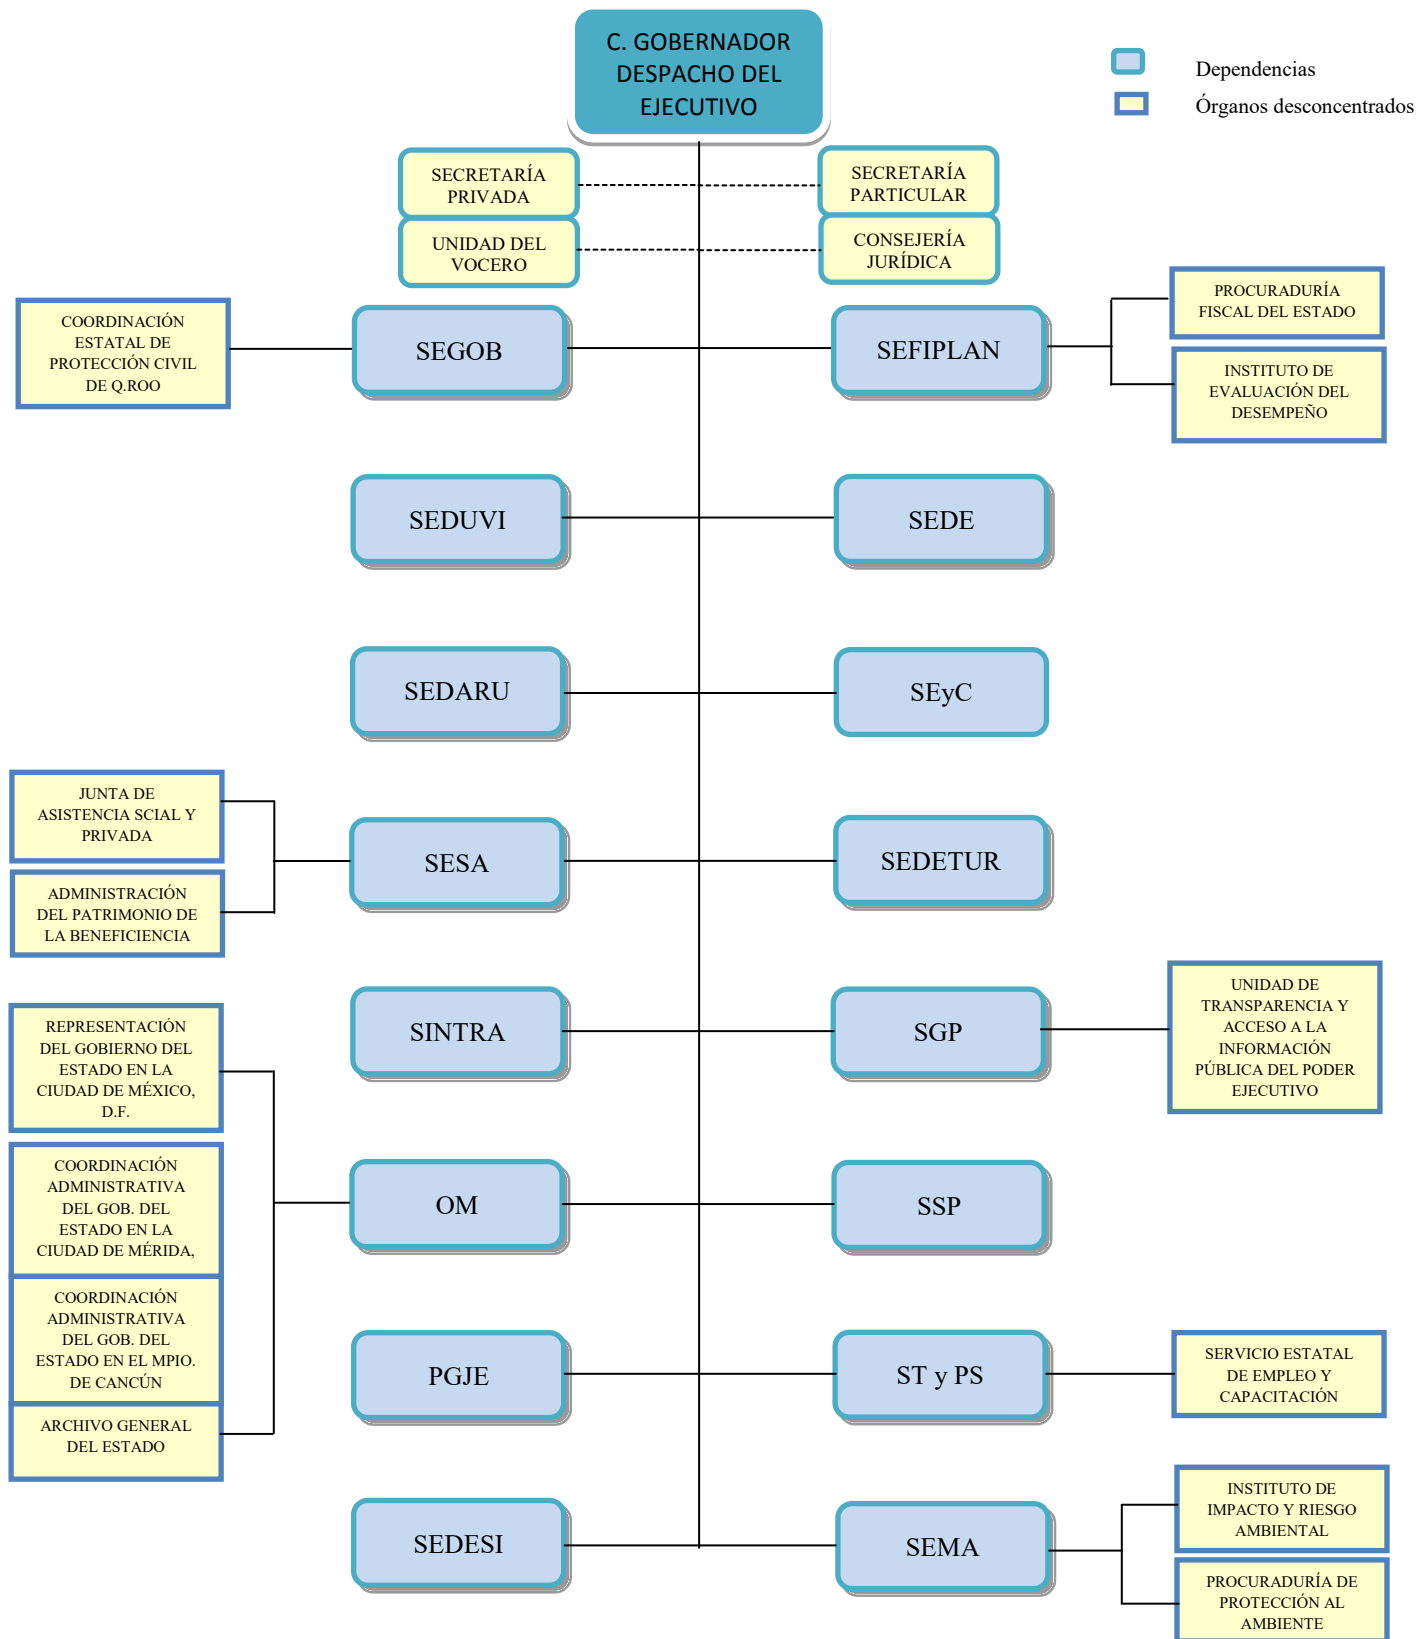 C. GOBERNADOR
DESPACHO DEL
EJECUTIVO
Dependencias
Órganos desconcentrados
SECRETARÍA
PRIVADA
SECRETARÍA
PARTICULAR
UNIDAD DEL
VOCERO
CONSEJERÍA
JURÍDICA
COORDINACIÓN
ESTATAL DE
PROTECCIÓN CIVIL
DE Q.ROO
SEGOB
SEFIPLAN
PROCURADURÍA
FISCAL DEL ESTADO
INSTITUTO DE
EVALUACIÓN DEL
DESEMPEÑO
SEDUVI
SEDE
SEDARU
SEyC
JUNTA DE
ASISTENCIA SCIAL Y
PRIVADA
ADMINISTRACIÓN
DEL PATRIMONIO DE
LA BENEFICIENCIA
SESA
SEDETUR
SINTRA
SGP
UNIDAD DE
TRANSPARENCIA Y
ACCESO A LA
INFORMACIÓN
PÚBLICA DEL PODER
EJECUTIVO
REPRESENTACIÓN
DEL GOBIERNO DEL
ESTADO EN LA
CIUDAD DE MÉXICO,
D.F.
COORDINACIÓN
ADMINISTRATIVA
DEL GOB. DEL
ESTADO EN LA
CIUDAD DE MÉRIDA,
COORDINACIÓN
ADMINISTRATIVA
DEL GOB. DEL
ESTADO EN EL MPIO.
DE CANCÚN
ARCHIVO GENERAL
DEL ESTADO
OM
SSP
PGJE
ST y PS
SERVICIO ESTATAL
DE EMPLEO Y
CAPACITACIÓN
SEDESI
SEMA
INSTITUTO DE
IMPACTO Y RIESGO
AMBIENTAL
PROCURADURÍA DE
PROTECCIÓN AL
AMBIENTE